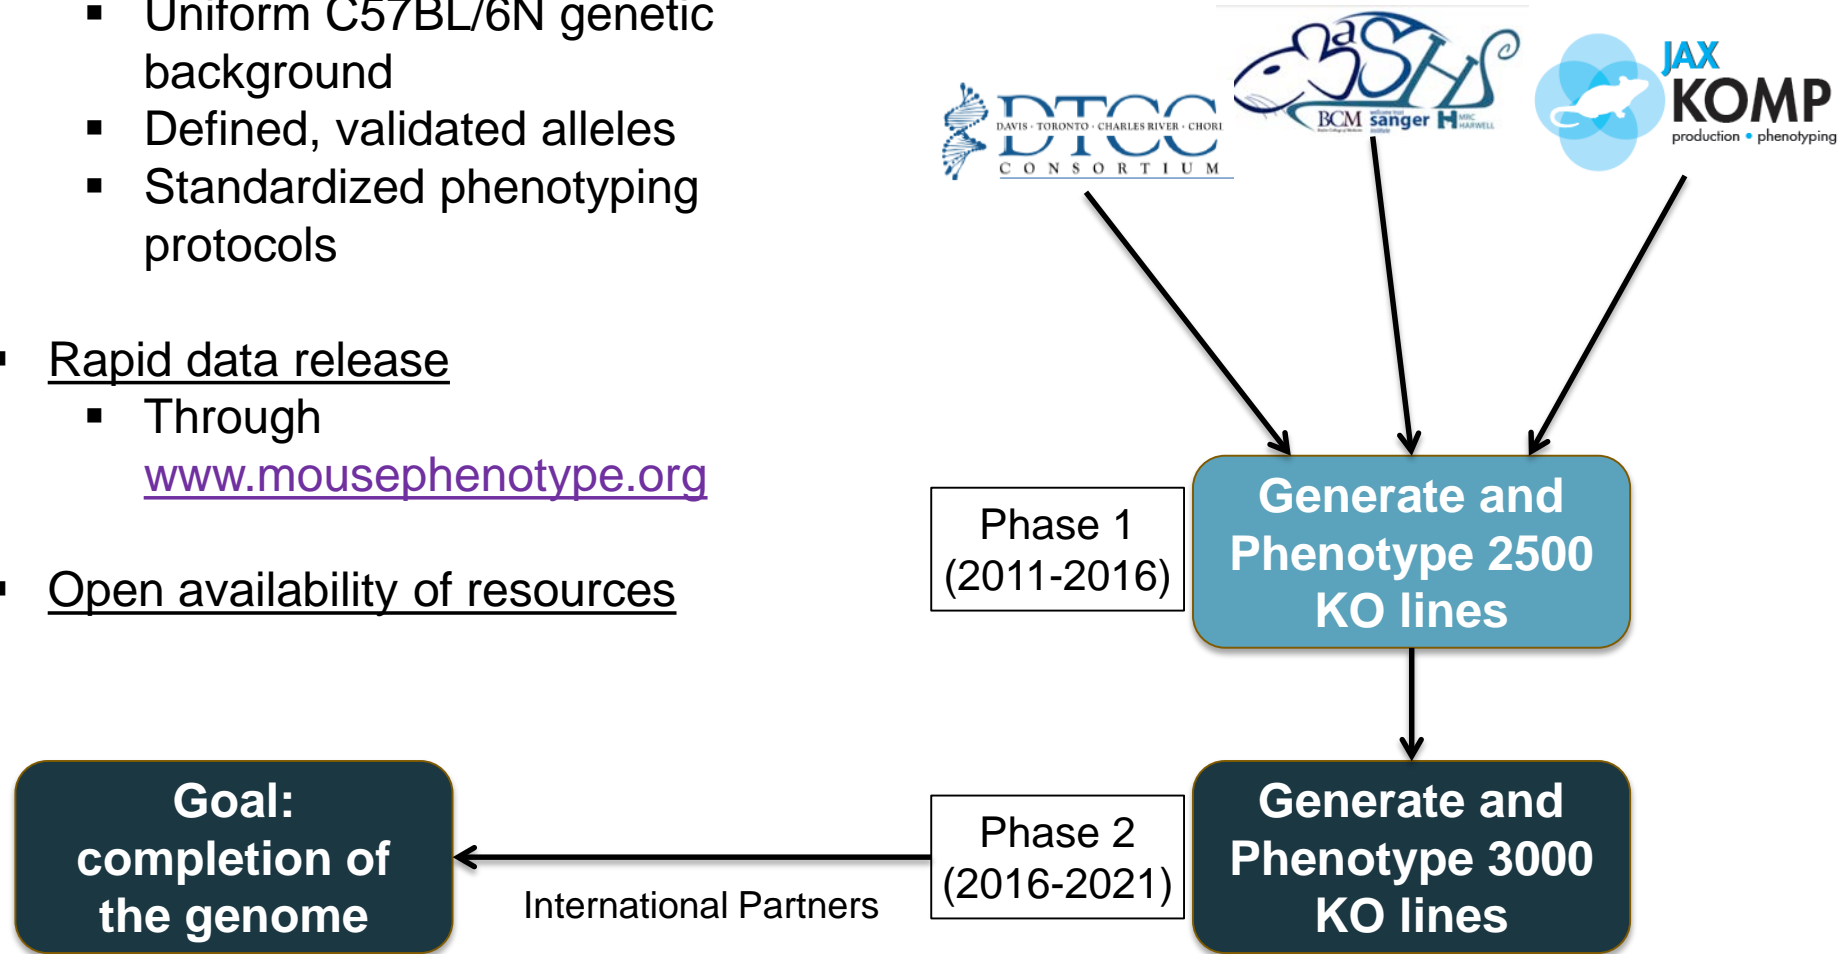 ▪ Uniform C57BL/6N genetic
background
▪ Defined, validated alleles
▪ Standardized phenotyping
protocols
▪ Rapid data release
▪ Through
www.mousephenotype.org
▪ Open availability of resources
DTCC
DAVIS · TORONTO · CHARLES RIVER · CHORI
CONSORTIUM
BaSH
BCM sanger H MRC
HARWELL
JAX
KOMP
production • phenotyping
Phase 1
(2011-2016)
Generate and
Phenotype 2500
KO lines
Goal:
completion of
the genome
International Partners
Phase 2
(2016-2021)
Generate and
Phenotype 3000
KO lines